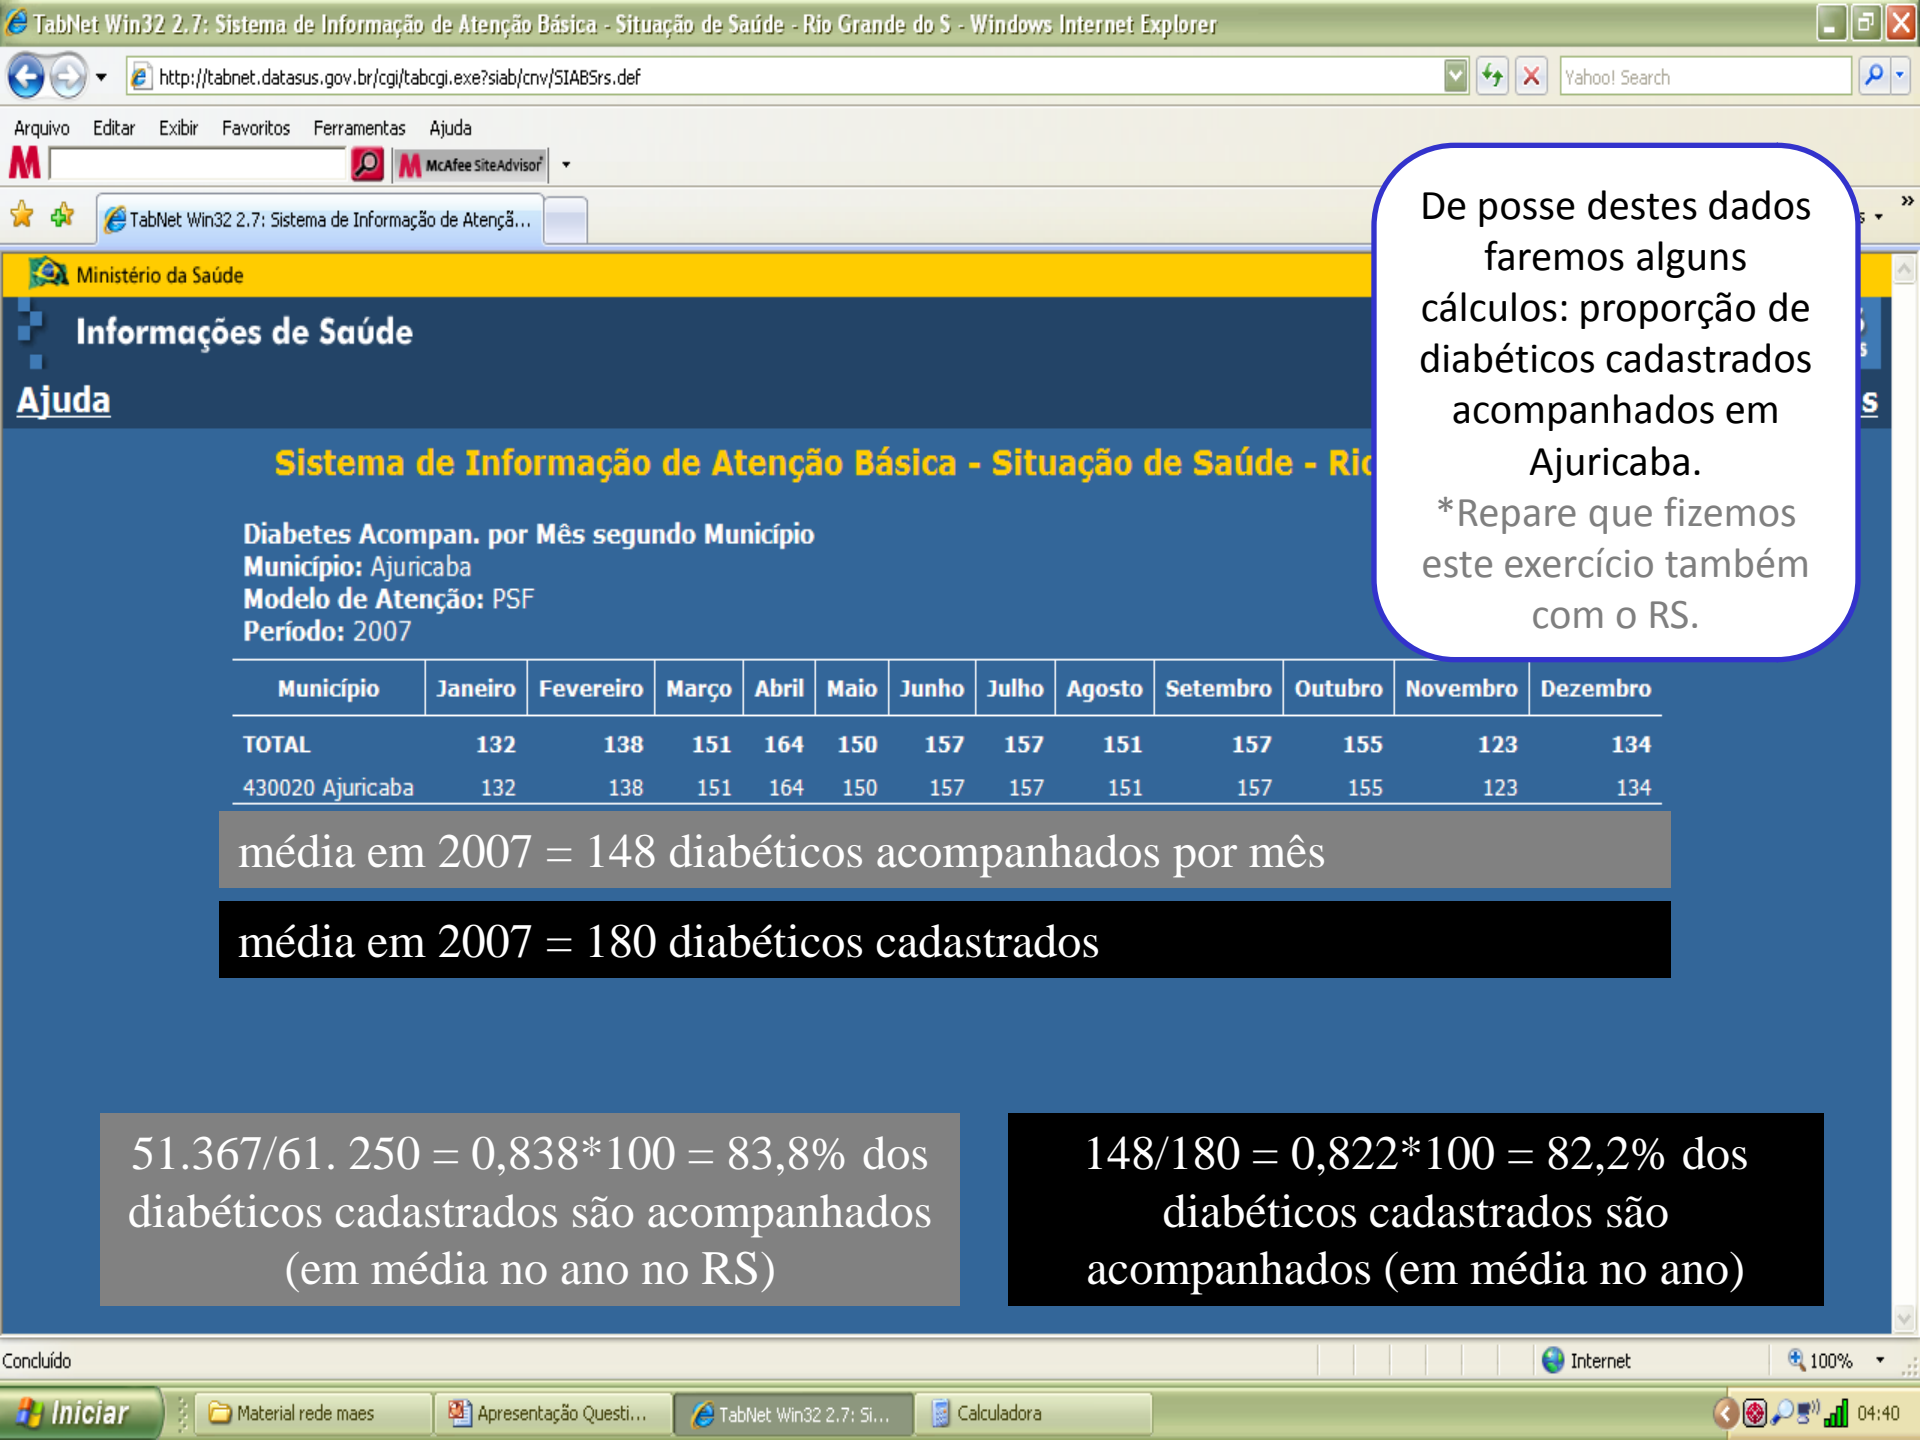 TabNet Win32 2.7: Sistema de Informação de Atenção Básica - Situação de Saúde - Rio Grande do S - Windows Internet Explorer
http://tabnet.datasus.gov.br/cgi/tabcgi.exe?siab/cnv/SIABSrs.def
Yahoo! Search
Arquivo Editar Exibir Favoritos Ferramentas Ajuda
McAfee SiteAdvisor
TabNet Win32 2.7: Sistema de Informação de Atençã...
De posse destes dados
faremos alguns
cálculos: proporção de
diabéticos cadastrados
acompanhados em
Ajuricaba.
*Repare que fizemos
este exercício também
com o RS.
Ministério da Saúde
Informações de Saúde
Ajuda
Sistema de Informação de Atenção Básica - Situação de Saúde - Ri
Diabetes Acompan. por Mês segundo Município
Município: Ajuricaba
Modelo de Atenção: PSF
Período: 2007
Município Janeiro Fevereiro Março Abril Maio Junho Julho Agosto Setembro Outubro Novembro Dezembro
TOTAL 132 138 151 164 150 157 157 151 157 155 123 134
430020 Ajuricaba 132 138 151 164 150 157 157 151 157 155 123 134
média em 2007 = 148 diabéticos acompanhados por mês
média em 2007 = 180 diabéticos cadastrados
51.367/61. 250 = 0,838*100 = 83,8% dos
diabéticos cadastrados são acompanhados
(em média no ano no RS)
148/180 = 0,822*100 = 82,2% dos
diabéticos cadastrados são
acompanhados (em média no ano)
Concluído
Internet
100%
Iniciar
Material rede maes
Apresentação Questi...
TabNet Win32 2.7: Si...
Calculadora
04:40